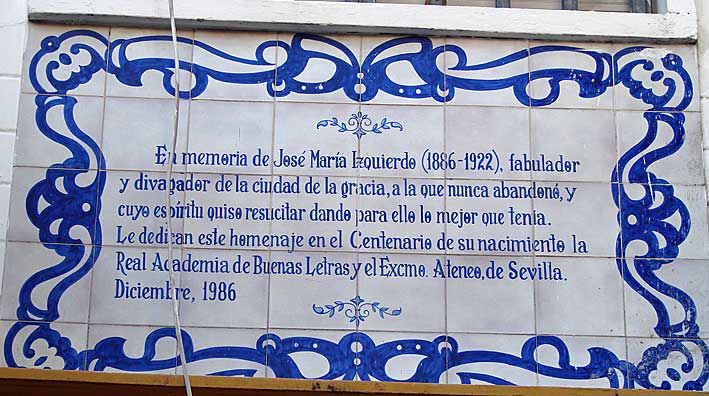 En memoria de José María Izquierdo (1886-1922), fabulador
y divagador de la ciudad de la gracia, a la que nunca abandonó, y
cuyo espíritu quiso resucitar dando para ello lo mejor que tenía.
Le dedican este homenaje en el Centenario de su nacimiento la
Real Academia de Buenas Letras y el Excmo. Ateneo, de Sevilla.
Diciembre, 1986